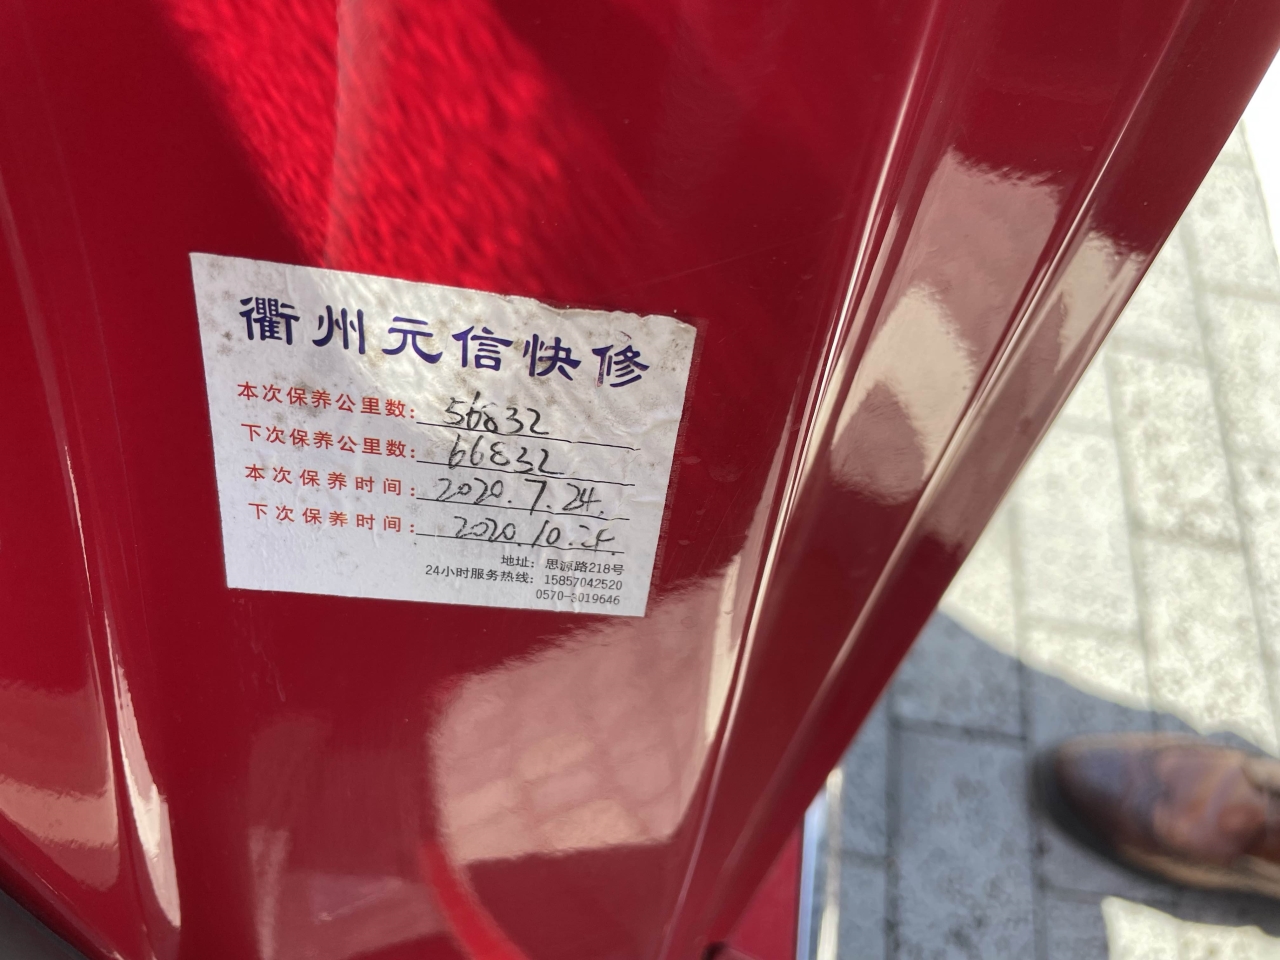 衢州元信快修
本次保养公里数: 56832
下次保养公里数: 66832
本次保养时间: 2020.7.24.
下次保养时间: 2020.10.24.
地址: 思源路218号
24小时服务热线: 15857042520
0570-3019646